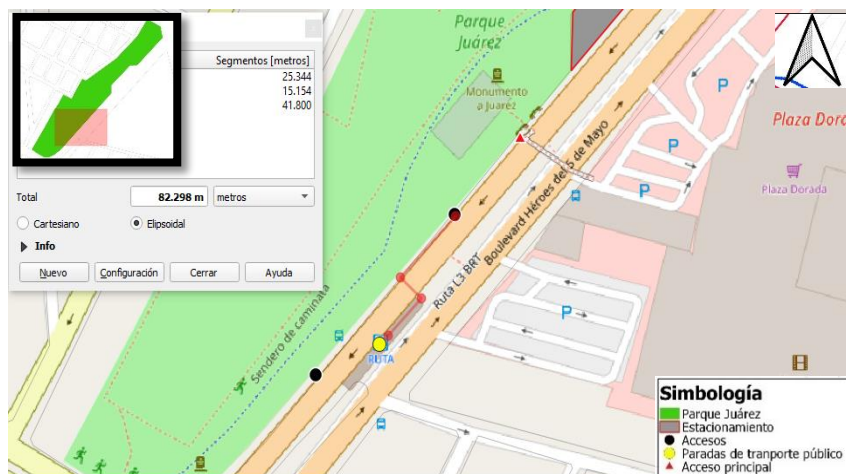 Segmentos [metros]
25.344
15.154
41.800
Total
82.298 m
metros
Cartesiano
Elipsoidal
Info
Nuevo
Configuración
Cerrar
Ayuda
Parque
Juárez
Monumento
a Juarez
Boulevard Héroes del 5 de Mayo
Ruta L3 BRT
Sendero de caminata
RUTA
P
P
P
P
P
Plaza Dora
Plaza Dorada
Simbología
Parque Juárez
Estacionamiento
Accesos
Paradas de tranporte público
Acceso principal